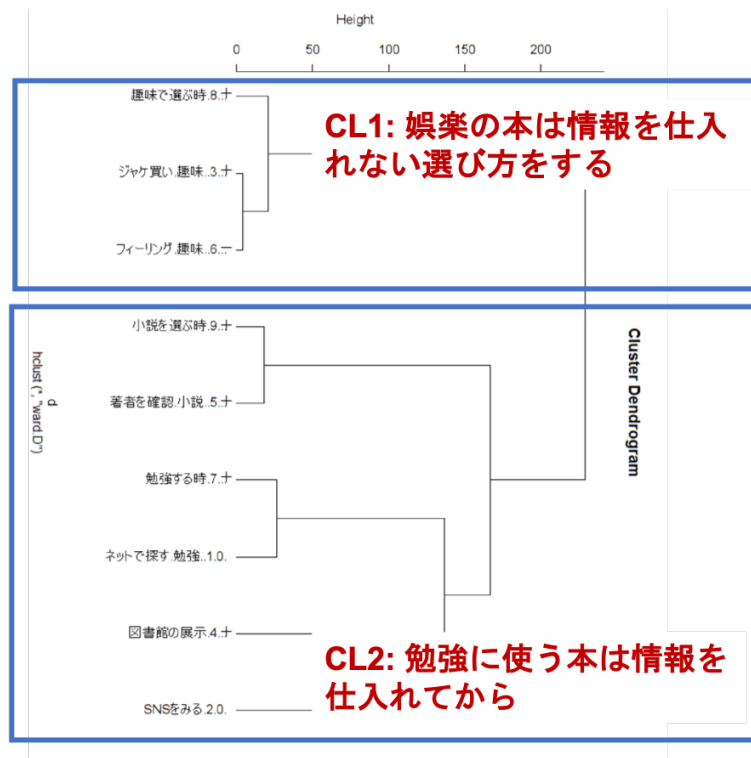 Height
0 50 100 150 200
趣味で選ぶ時.8.+
CL1: 娯楽の本は情報を仕入
れない選び方をする
ジャケ買い.趣味..3.+
フィーリング.趣味..6.–
小説を選ぶ時.9.+
著者を確認.小説..5.+
勉強する時.7.+
ネットで探す.勉強..1.0.
図書館の展示.4.+
CL2: 勉強に使う本は情報を
仕入れてから
SNSをみる.2.0.
Cluster Dendrogram
d
hclust (*, "ward.D")